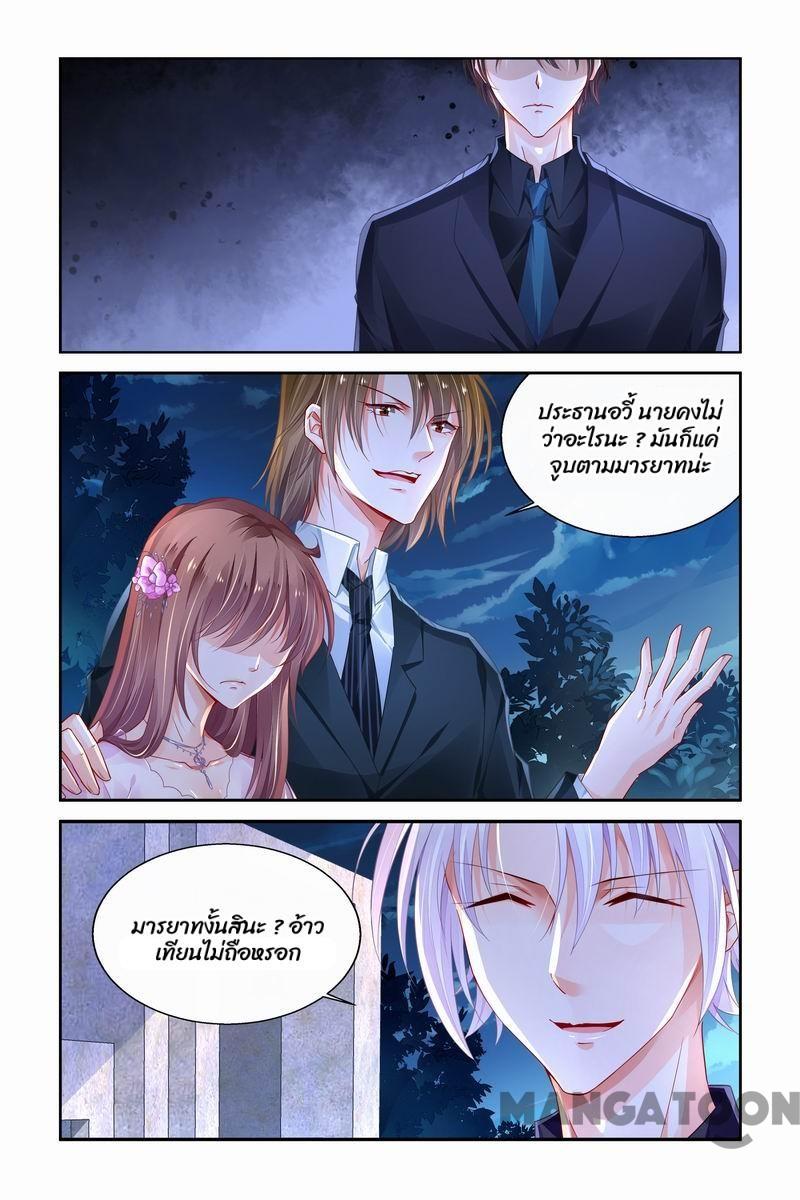 ประธานอวี้ นายคงไม่
ว่าอะไรนะ ? มันก็แค่
จูบตามมารยาทน่ะ
มารยาทงั้นสินะ ? อ้าว
เทียนไม่ถือหรอก
MANGATOON